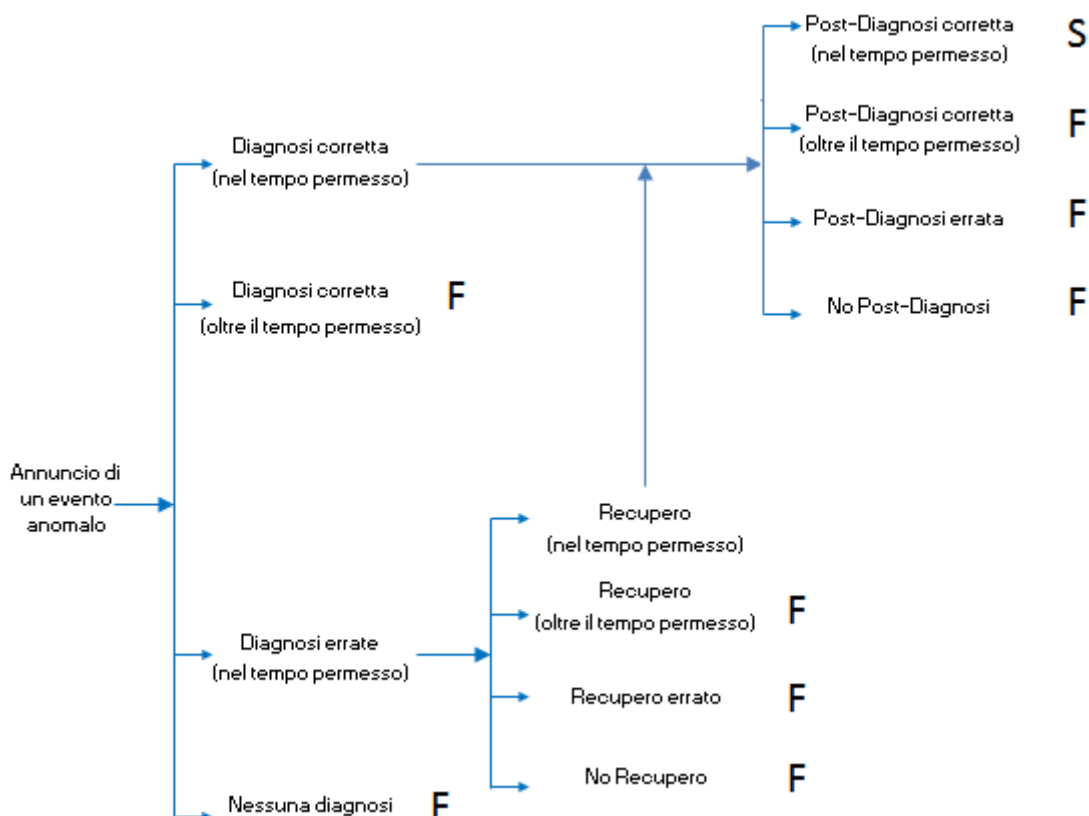 Post-Diagnosi corretta S
(nel tempo permesso)
Post-Diagnosi corretta F
(oltre il tempo permesso)
Diagnosi corretta
(nel tempo permesso)
Post-Diagnosi errata F
Diagnosi corretta F
(oltre il tempo permesso)
No Post-Diagnosi F
Annuncio di
un evento
anomalo
Recupero
(nel tempo permesso)
Recupero
(oltre il tempo permesso) F
Diagnosi errate
(nel tempo permesso)
Recupero errato F
No Recupero F
Nessuna diagnosi F